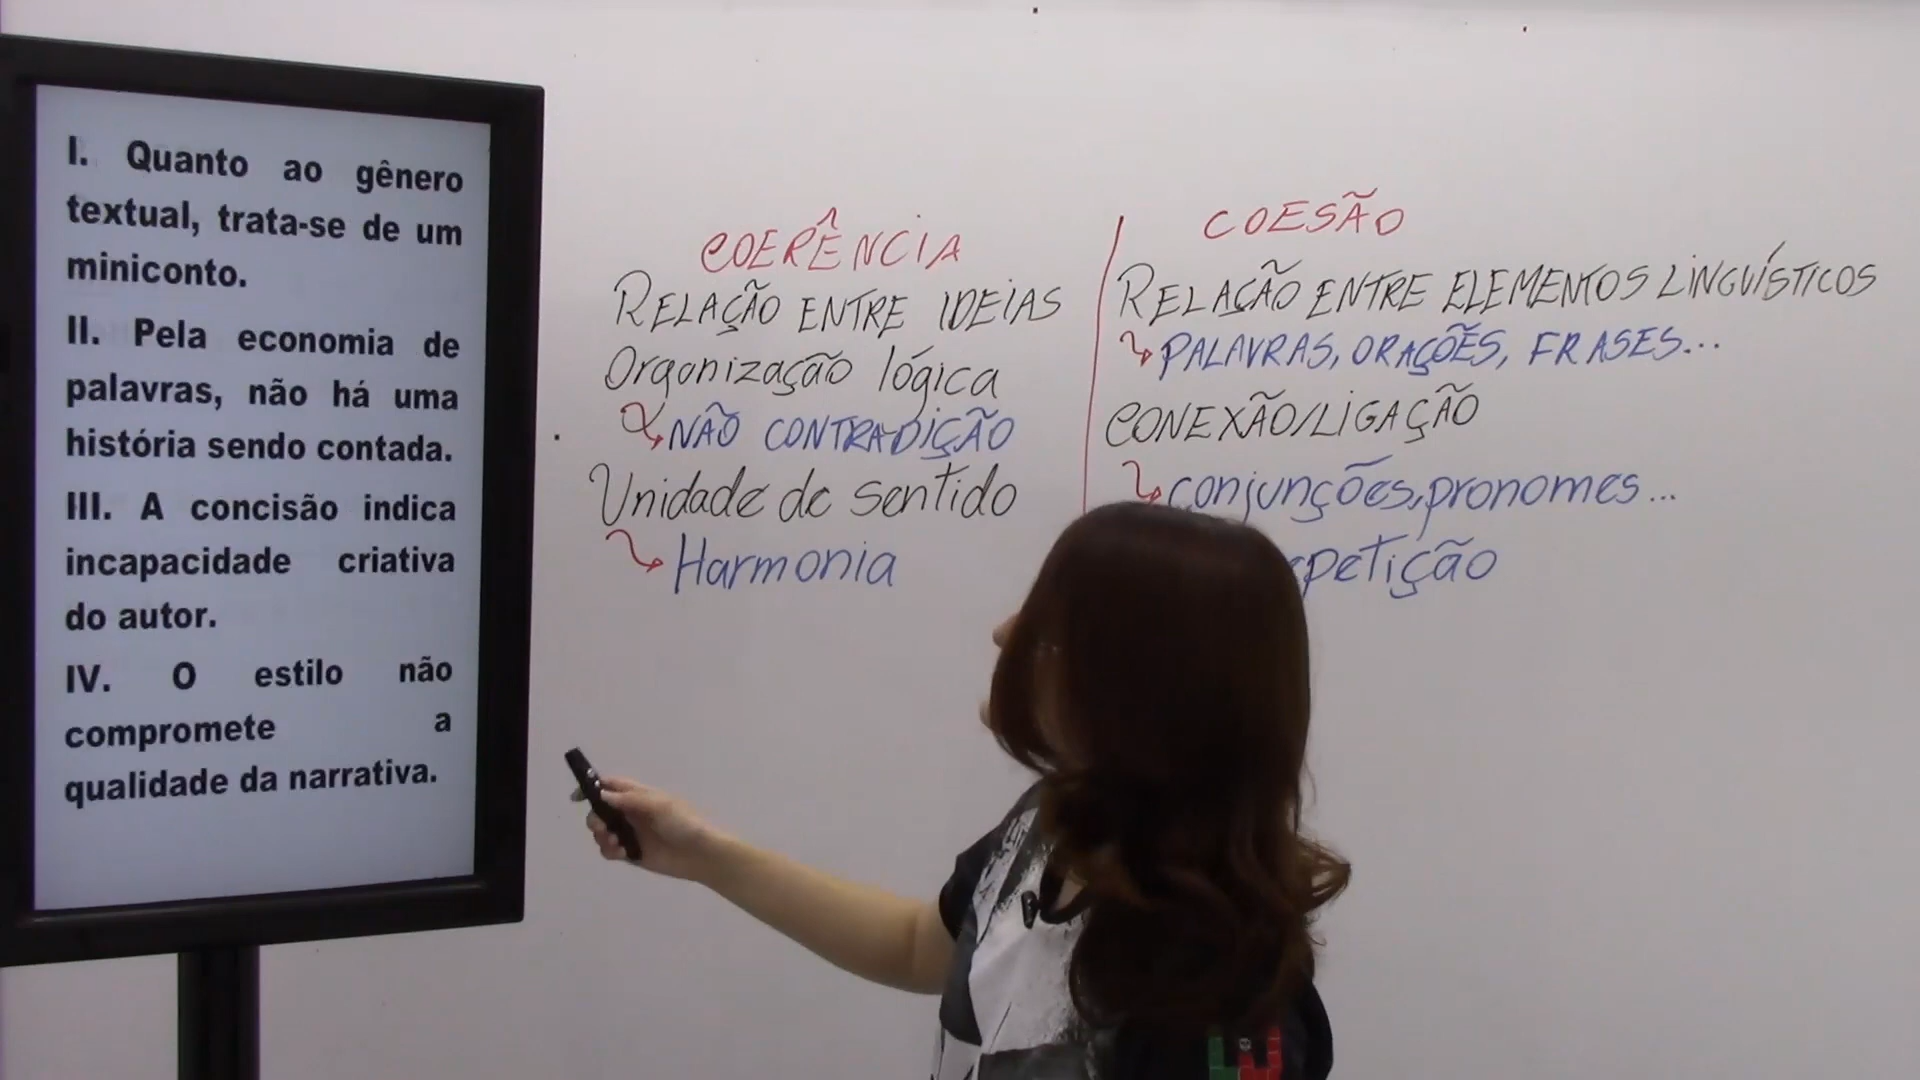 I. Quanto ao gênero
textual, trata-se de um
miniconto.
II. Pela economia de
palavras, não há uma
história sendo contada.
III. A concisão indica
incapacidade criativa
do autor.
IV. O estilo não
compromete a
qualidade da narrativa.
COERÊNCIA
RELAÇÃO ENTRE IDEIAS
Organização lógica
NÃO CONTRADIÇÃO
Unidade de sentido
Harmonia
COESÃO
RELAÇÃO ENTRE ELEMENTOS LINGUÍSTICOS
PALAVRAS, ORAÇÕES, FRASES...
CONEXÃO/LIGAÇÃO
conjunções, pronomes...